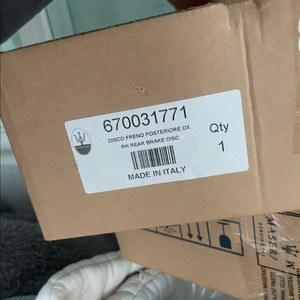 670031771
DISCO FRENO POSTERIORE DX
RH REAR BRAKE DISC
Qty
1
MADE IN ITALY